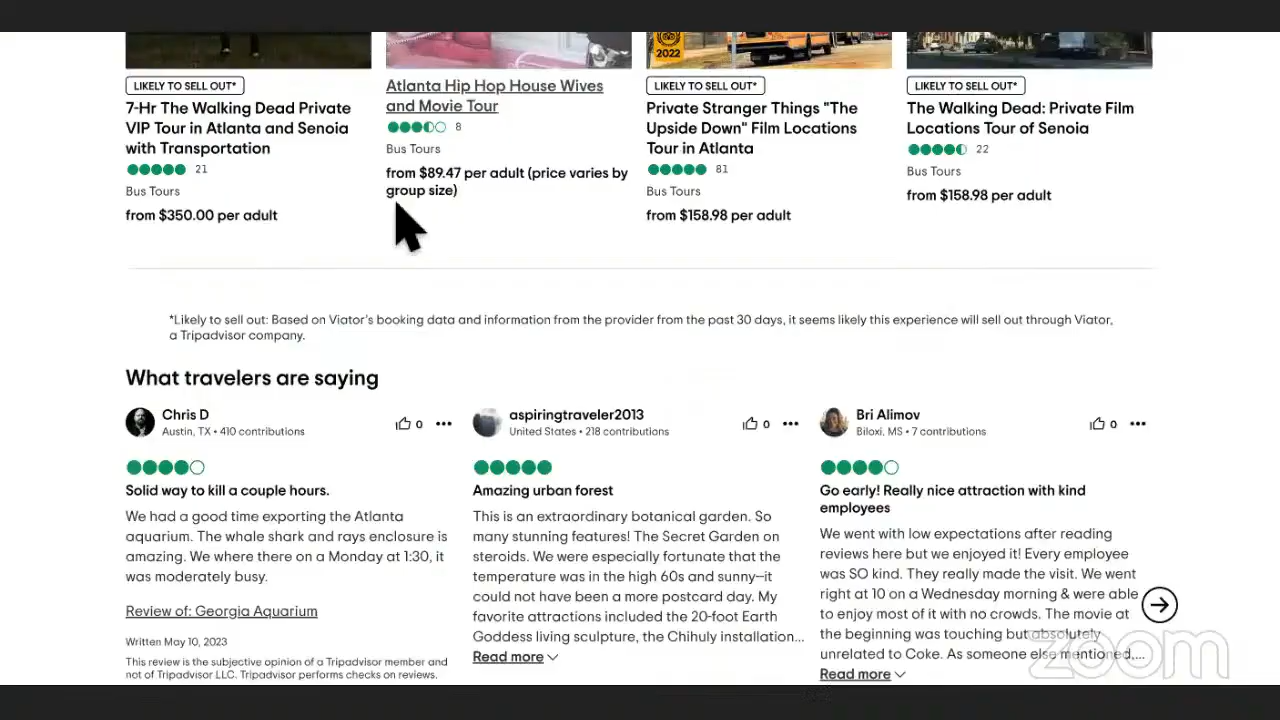 2022
LIKELY TO SELL OUT*
7-Hr The Walking Dead Private
VIP Tour in Atlanta and Senoia
with Transportation
21
Bus Tours
from $350.00 per adult
Atlanta Hip Hop House Wives
and Movie Tour
8
Bus Tours
from $89.47 per adult (price varies by
group size)
LIKELY TO SELL OUT*
Private Stranger Things "The
Upside Down" Film Locations
Tour in Atlanta
81
Bus Tours
from $158.98 per adult
LIKELY TO SELL OUT*
The Walking Dead: Private Film
Locations Tour of Senoia
22
Bus Tours
from $158.98 per adult
*Likely to sell out: Based on Viator's booking data and information from the provider from the past 30 days, it seems likely this experience will sell out through Viator,
a Tripadvisor company.
What travelers are saying
Chris D
Austin, TX • 410 contributions
0
Solid way to kill a couple hours.
We had a good time exporting the Atlanta
aquarium. The whale shark and rays enclosure is
amazing. We where there on a Monday at 1:30, it
was moderately busy.
Review of: Georgia Aquarium
Written May 10, 2023
This review is the subjective opinion of a Tripadvisor member and
not of Tripadvisor LLC. Tripadvisor performs checks on reviews.
aspiringtraveler2013
United States • 218 contributions
0
Amazing urban forest
This is an extraordinary botanical garden. So
many stunning features! The Secret Garden on
steroids. We were especially fortunate that the
temperature was in the high 60s and sunny—it
could not have been a more postcard day. My
favorite attractions included the 20-foot Earth
Goddess living sculpture, the Chihuly installation...
Read more
Bri Alimov
Biloxi, MS • 7 contributions
0
Go early! Really nice attraction with kind
employees
We went with low expectations after reading
reviews here but we enjoyed it! Every employee
was SO kind. They really made the visit. We went
right at 10 on a Wednesday morning & were able
to enjoy most of it with no crowds. The movie at
the beginning was touching but absolutely
unrelated to Coke. As someone else mentioned,...
Read more
zoom